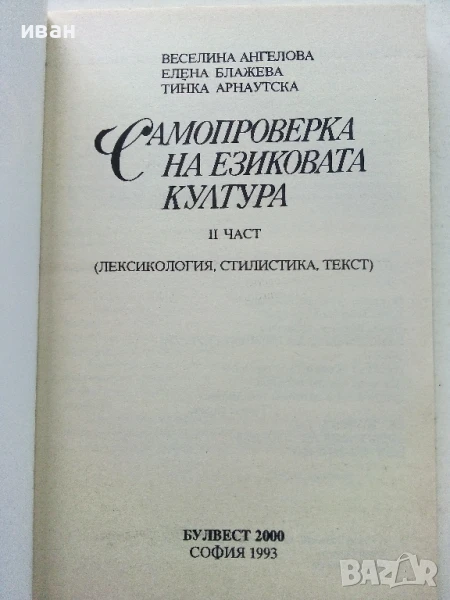 иван
ВЕСЕЛИНА АНГЕЛОВА
ЕЛЕНА БЛАЖЕВА
ТИНКА АРНАУТСКА
САМОПРОВЕРКА
НА ЕЗИКОВАТА
КУЛТУРА
II ЧАСТ
(ЛЕКСИКОЛОГИЯ, СТИЛИСТИКА, ТЕКСТ)
БУЛВЕСТ 2000
СОФИЯ 1993
BAZAR